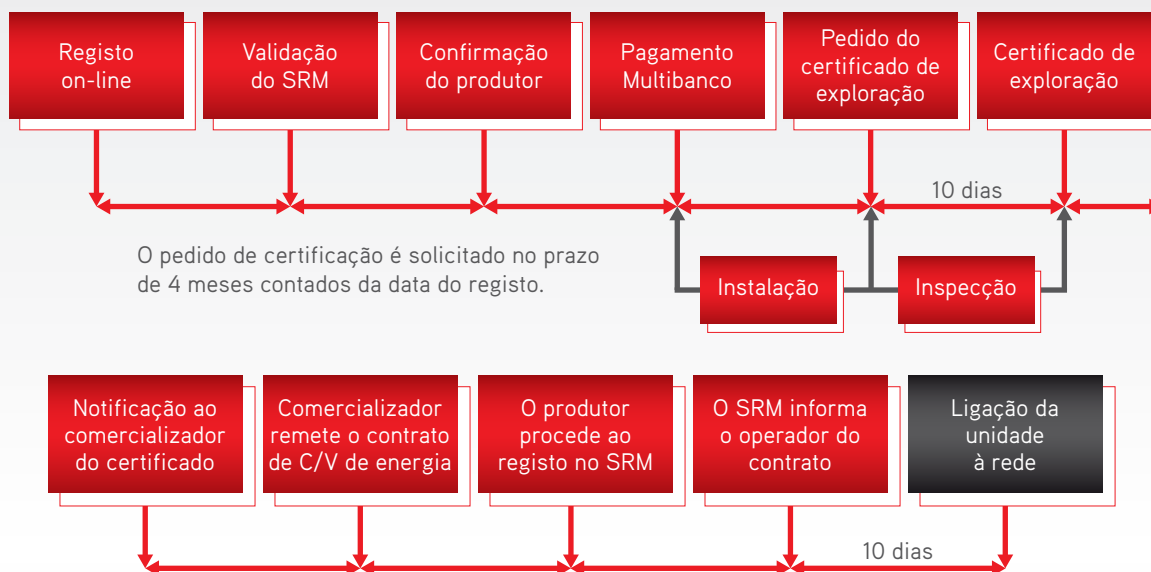 Registo
on-line
Validação
do SRM
Confirmação
do produtor
Pagamento
Multibanco
Pedido do
certificado de
exploração
Certificado de
exploração
10 dias
O pedido de certificação é solicitado no prazo
de 4 meses contados da data do registo.
Instalação
Inspecção
Notificação ao
comercializador
do certificado
Comercializador
remete o contrato
de C/V de energia
O produtor
procede ao
registo no SRM
O SRM informa
o operador do
contrato
Ligação da
unidade
à rede
10 dias